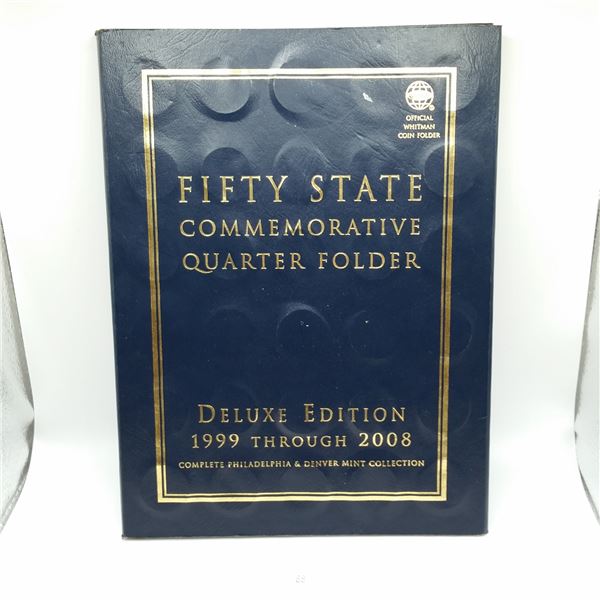 OFFICIAL
WHITMAN
COIN FOLDER
FIFTY STATE
COMMEMORATIVE
QUARTER FOLDER
DELUXE EDITION
1999 THROUGH 2008
COMPLETE PHILADELPHIA & DENVER MINT COLLECTION